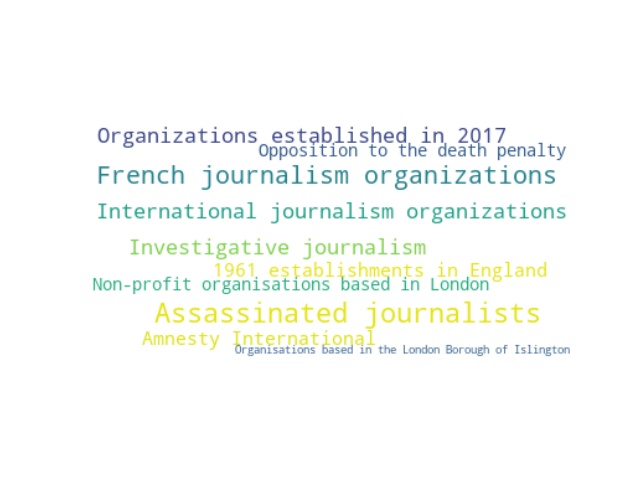 Organizations established in 2017
Opposition to the death penalty
French journalism organizations
International journalism organizations
Investigative journalism
1961 establishments in England
Non-profit organisations based in London
Assassinated journalists
Amnesty International
Organisations based in the London Borough of Islington